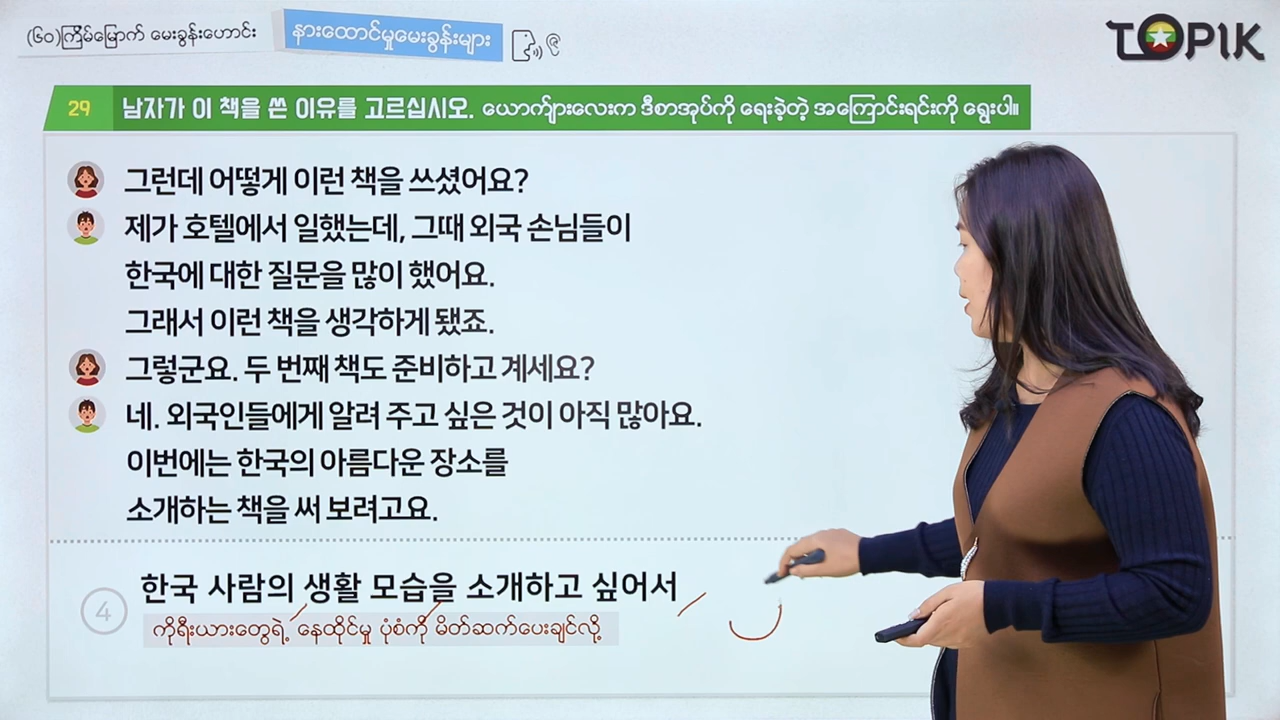 (၆၀)ကြိမ်မြောက် မေးခွန်းဟောင်း
နားထောင်မှုမေးခွန်းများ
TOPIK
29 남자가 이 책을 쓴 이유를 고르십시오. ယောက်ျားလေးက ဒီစာအုပ်ကို ရေးခဲ့တဲ့ အကြောင်းရင်းကို ရွေးပါ။
그런데 어떻게 이런 책을 쓰셨어요?
제가 호텔에서 일했는데, 그때 외국 손님들이
한국에 대한 질문을 많이 했어요.
그래서 이런 책을 생각하게 됐죠.
그렇군요. 두 번째 책도 준비하고 계세요?
네. 외국인들에게 알려 주고 싶은 것이 아직 많아요.
이번에는 한국의 아름다운 장소를
소개하는 책을 써 보려고요.
4 한국 사람의 생활 모습을 소개하고 싶어서
ကိုရီးယားတွေရဲ့ နေထိုင်မှု ပုံစံကို မိတ်ဆက်ပေးချင်လို့